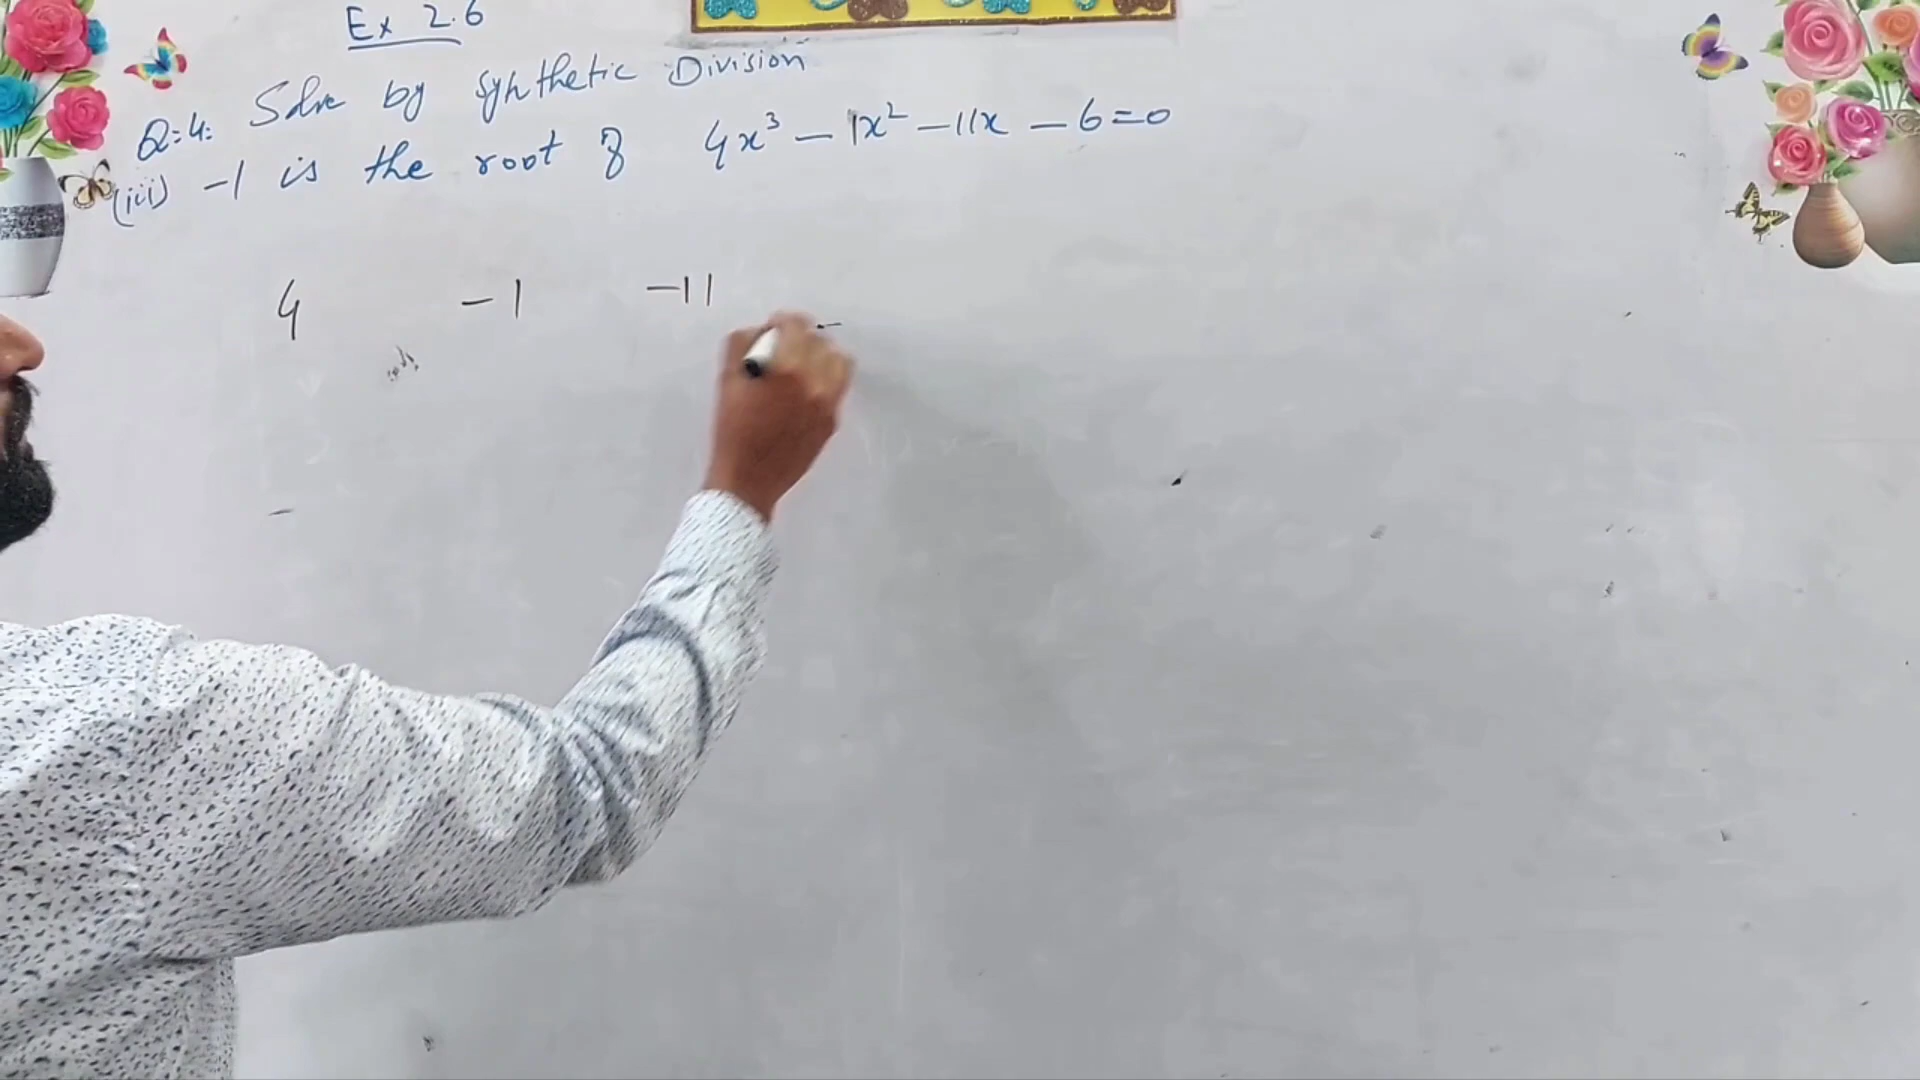 Ex 2.6
Q:4: Solve by Synthetic Division
(iii) -1 is the root of 4x³ - 1x² - 11x - 6 = 0
4 -1 -11 -